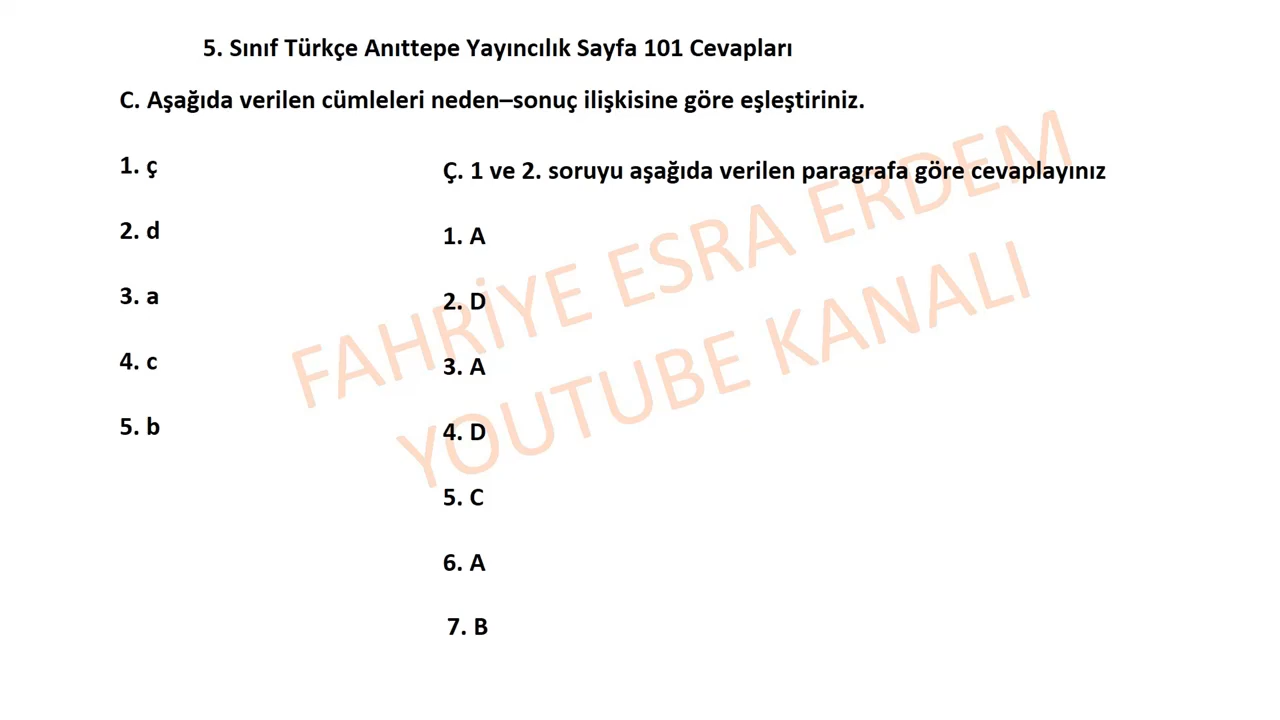 5. Sınıf Türkçe Anıttepe Yayıncılık Sayfa 101 Cevapları
C. Aşağıda verilen cümleleri neden–sonuç ilişkisine göre eşleştiriniz.
1. ç
2. d
3. a
4. c
5. b
Ç. 1 ve 2. soruyu aşağıda verilen paragrafa göre cevaplayınız
1. A
2. D
3. A
4. D
5. C
6. A
7. B
FAHRİYE ESRA ERDEM
YOUTUBE KANALI